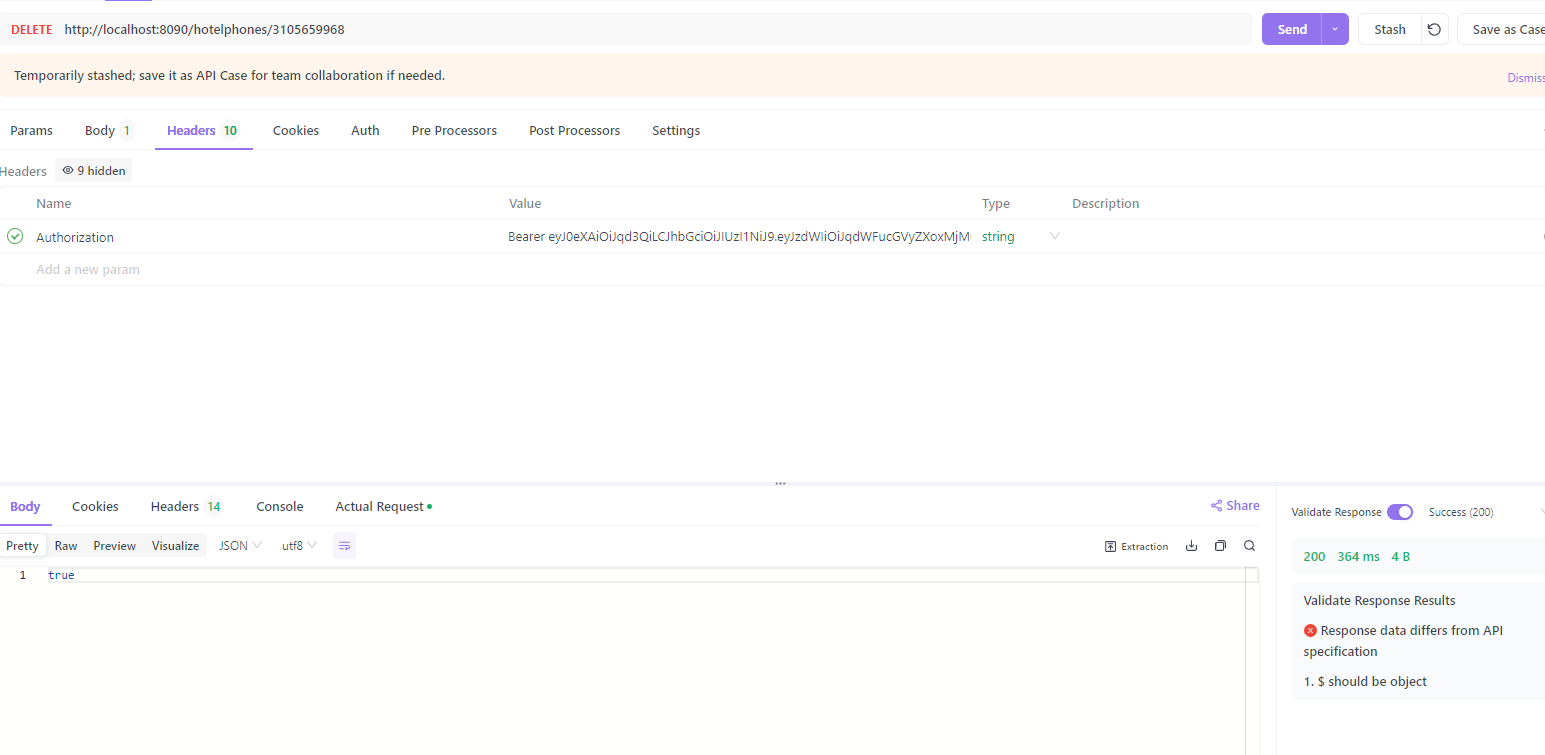 DELETE http://localhost:8090/hotelphones/3105659968 Send Stash Save as Case
Temporarily stashed; save it as API Case for team collaboration if needed. Dismiss
Params Body 1 Headers 10 Cookies Auth Pre Processors Post Processors Settings
Headers 9 hidden
Name Value Type Description
Authorization Bearer eyJ0eXAiOiJqd3QiLCJhbGciOiJIUzI1NiJ9.eyJzdWIiOiJqdWFucGVyZXoxMjM string
Add a new param
Body Cookies Headers 14 Console Actual Request Share Validate Response Success (200)
Pretty Raw Preview Visualize JSON utf8 Extraction
200 364 ms 4 B
1 true
Validate Response Results
Response data differs from API
specification
1. $ should be object